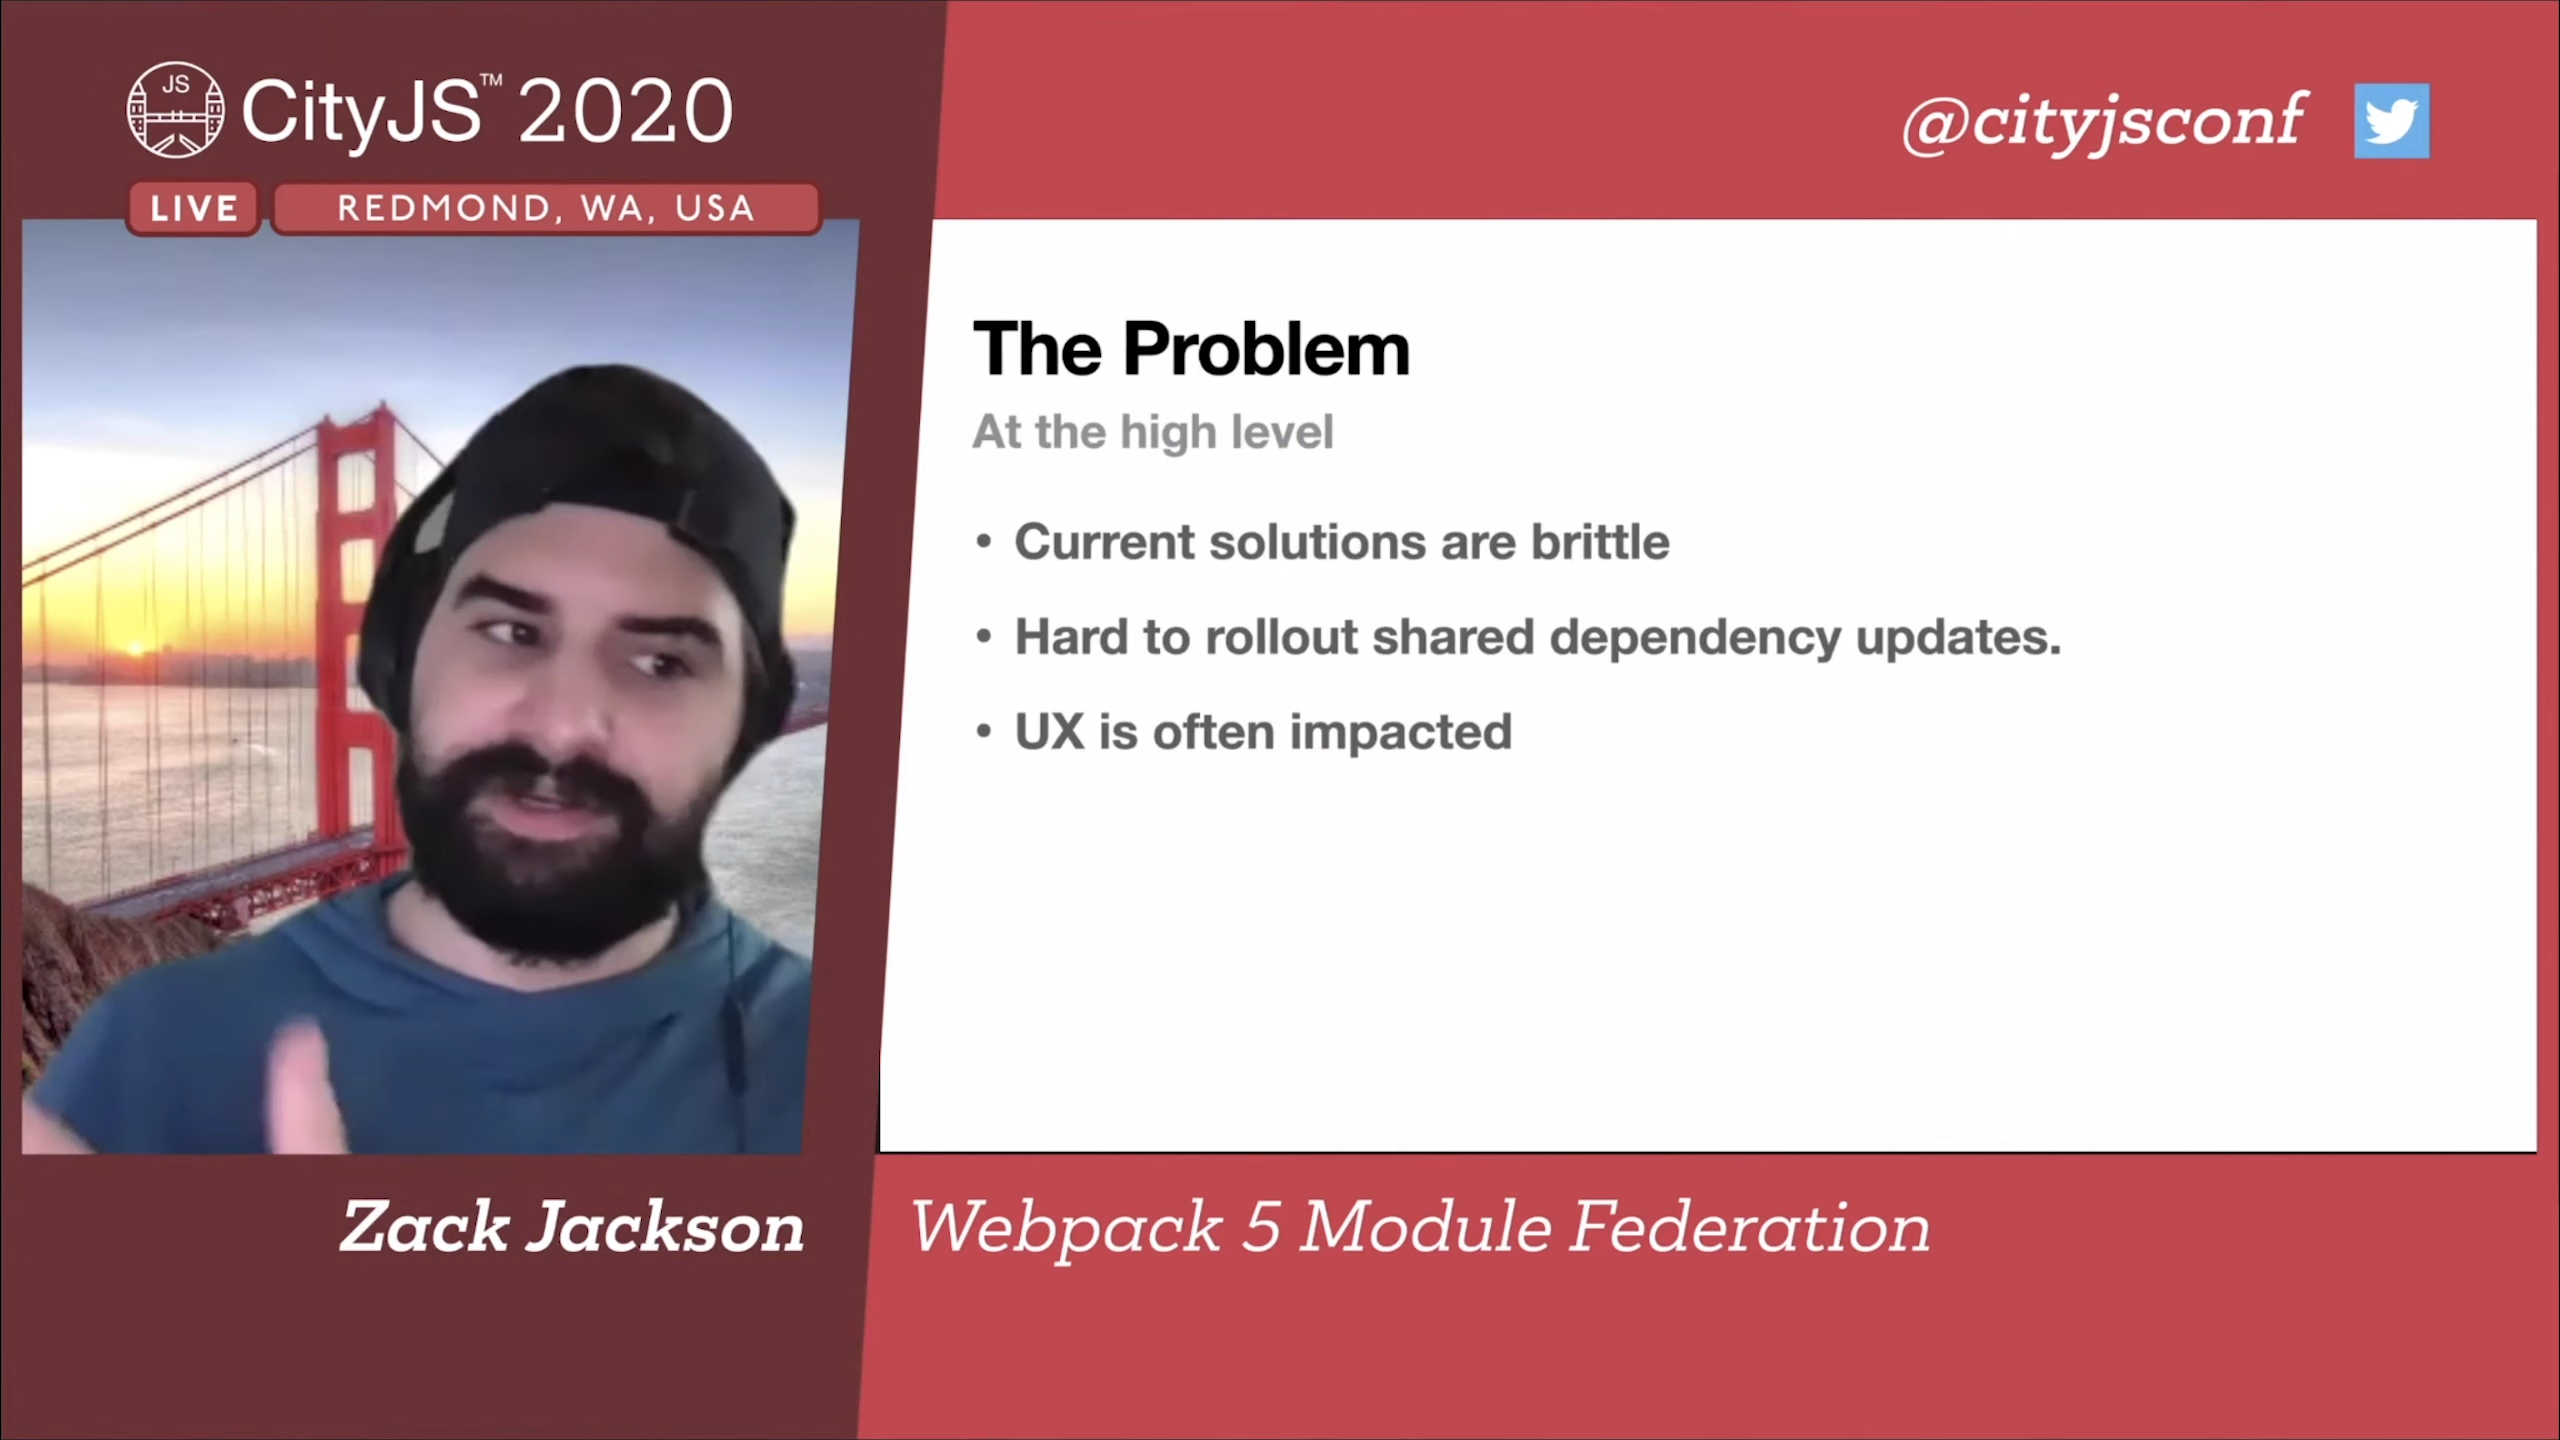 JS
CityJS™ 2020
LIVE
REDMOND, WA, USA
@cityjsconf
The Problem
At the high level
• Current solutions are brittle
• Hard to rollout shared dependency updates.
• UX is often impacted
Zack Jackson
Webpack 5 Module Federation